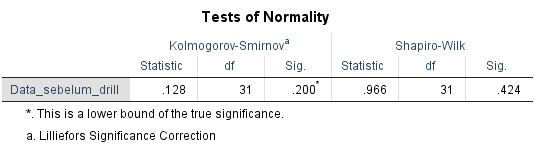 Tests of Normality
Kolmogorov-Smirnovᵃ Shapiro-Wilk
Statistic df Sig. Statistic df Sig.
Data_sebelum_drill .128 31 .200* .966 31 .424
*. This is a lower bound of the true significance.
a. Lilliefors Significance Correction